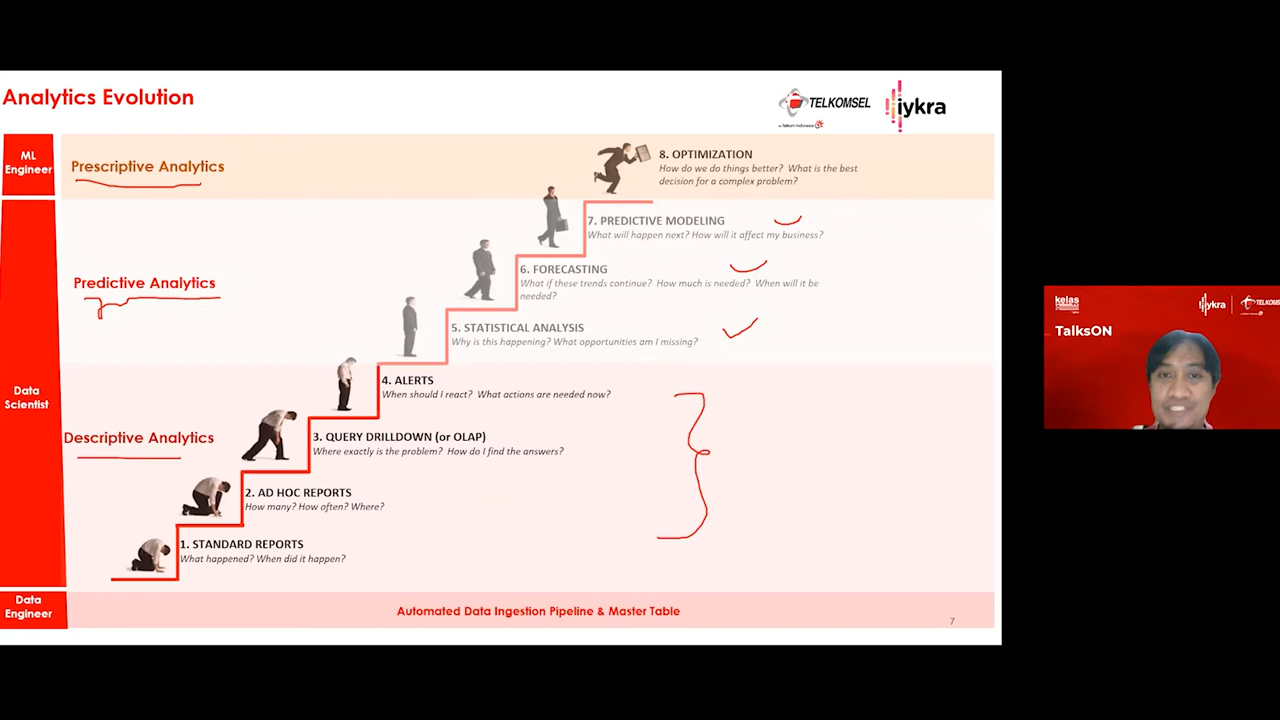 Analytics Evolution
TELKOMSEL
by Telkom Indonesia
iykra
ML
Engineer
Prescriptive Analytics
8. OPTIMIZATION
How do we do things better? What is the best
decision for a complex problem?
7. PREDICTIVE MODELING
What will happen next? How will it affect my business?
Predictive Analytics
6. FORECASTING
What if these trends continue? How much is needed? When will it be
needed?
5. STATISTICAL ANALYSIS
Why is this happening? What opportunities am I missing?
Data
Scientist
4. ALERTS
When should I react? What actions are needed now?
Descriptive Analytics
3. QUERY DRILLDOWN (or OLAP)
Where exactly is the problem? How do I find the answers?
2. AD HOC REPORTS
How many? How often? Where?
1. STANDARD REPORTS
What happened? When did it happen?
Data
Engineer
Automated Data Ingestion Pipeline & Master Table
7
kelas
iykra
TELKOMSEL
TalksON